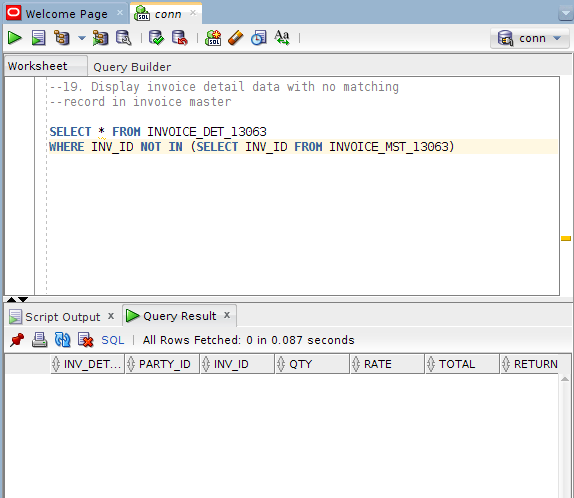 Welcome Page × conn ×
SQL
Aa conn
Worksheet Query Builder
--19. Display invoice detail data with no matching
--record in invoice master
SELECT * FROM INVOICE_DET_13063
WHERE INV_ID NOT IN (SELECT INV_ID FROM INVOICE_MST_13063)
Script Output x Query Result x
SQL | All Rows Fetched: 0 in 0.087 seconds
INV_DET... PARTY_ID INV_ID QTY RATE TOTAL RETURN